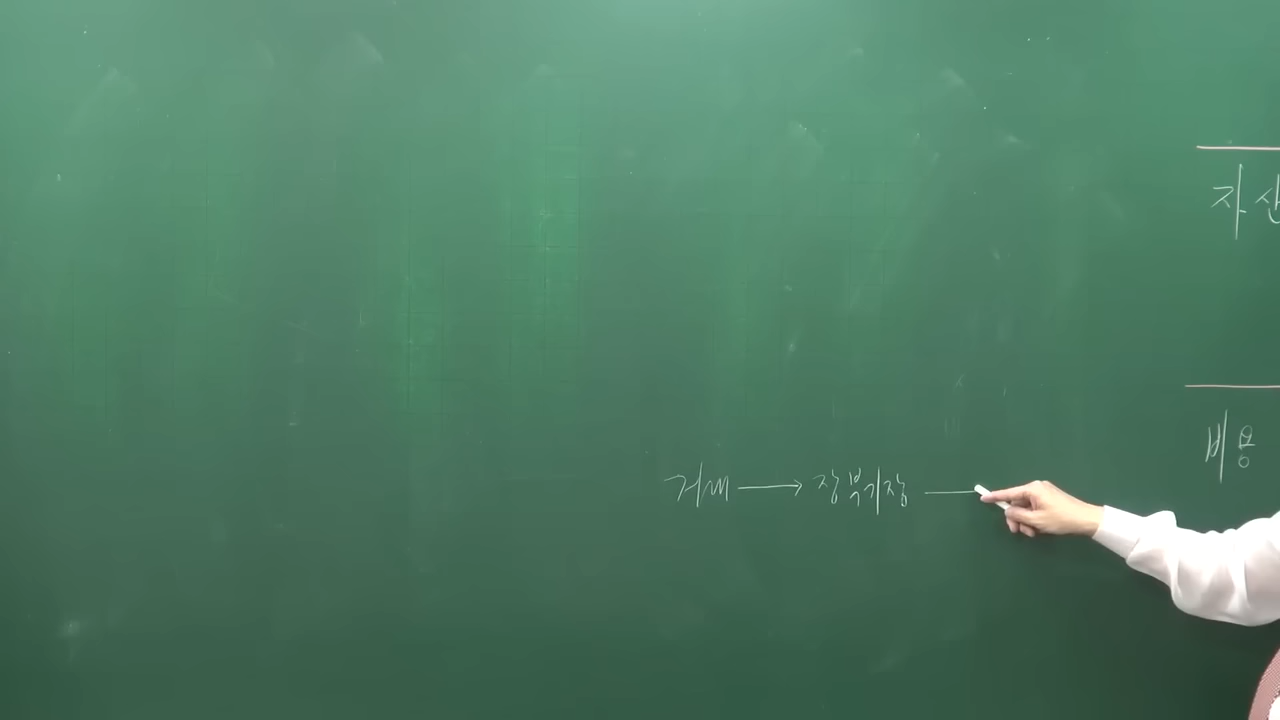 자산
거래 → 장부기장 —
비용